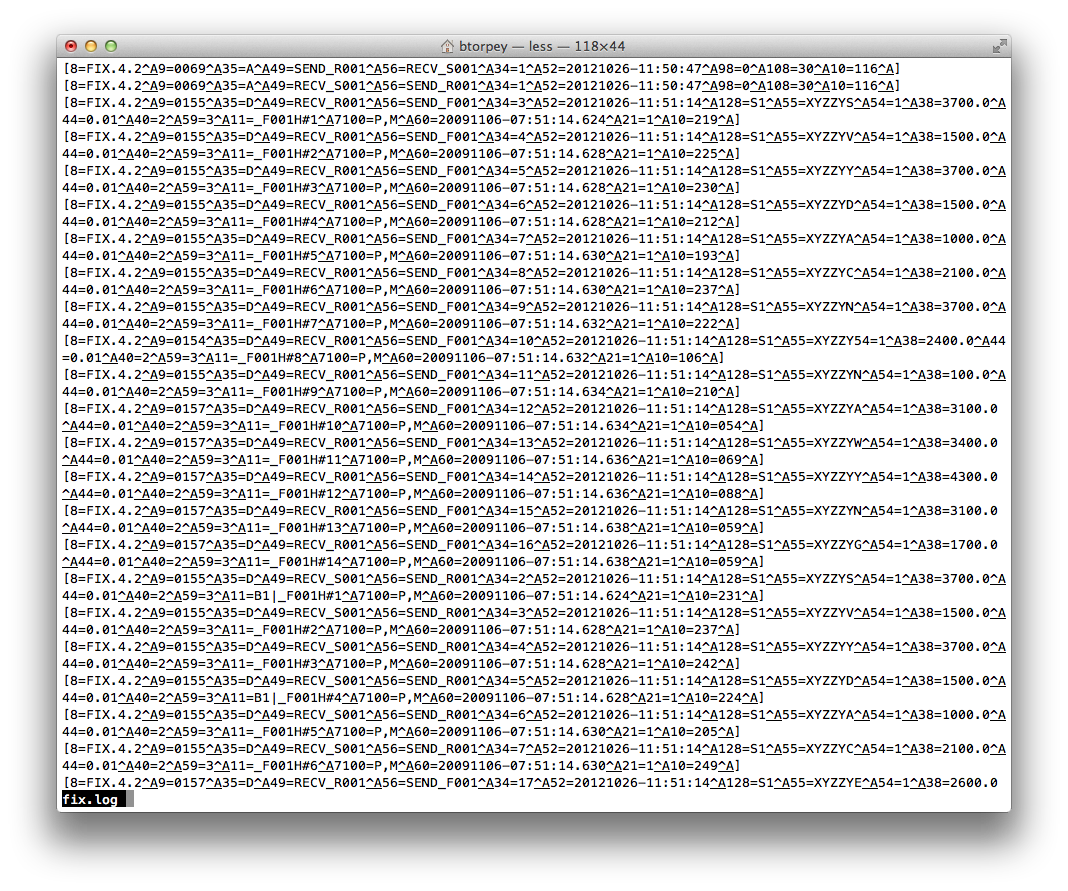 btorpey — less — 118×44
[8=FIX.4.2^A9=0069^A35=A^A49=SEND_R001^A56=RECV_S001^A34=1^A52=20121026-11:50:47^A98=0^A108=30^A10=116^A]
[8=FIX.4.2^A9=0069^A35=A^A49=RECV_S001^A56=SEND_R001^A34=1^A52=20121026-11:50:47^A98=0^A108=30^A10=116^A]
[8=FIX.4.2^A9=0155^A35=D^A49=RECV_R001^A56=SEND_F001^A34=3^A52=20121026-11:51:14^A128=S1^A55=XYZZYS^A54=1^A38=3700.0^A
44=0.01^A40=2^A59=3^A11=_F001H#1^A7100=P,M^A60=20091106-07:51:14.624^A21=1^A10=219^A]
[8=FIX.4.2^A9=0155^A35=D^A49=RECV_R001^A56=SEND_F001^A34=4^A52=20121026-11:51:14^A128=S1^A55=XYZZYV^A54=1^A38=1500.0^A
44=0.01^A40=2^A59=3^A11=_F001H#2^A7100=P,M^A60=20091106-07:51:14.628^A21=1^A10=225^A]
[8=FIX.4.2^A9=0155^A35=D^A49=RECV_R001^A56=SEND_F001^A34=5^A52=20121026-11:51:14^A128=S1^A55=XYZZYY^A54=1^A38=3700.0^A
44=0.01^A40=2^A59=3^A11=_F001H#3^A7100=P,M^A60=20091106-07:51:14.628^A21=1^A10=230^A]
[8=FIX.4.2^A9=0155^A35=D^A49=RECV_R001^A56=SEND_F001^A34=6^A52=20121026-11:51:14^A128=S1^A55=XYZZYD^A54=1^A38=1500.0^A
44=0.01^A40=2^A59=3^A11=_F001H#4^A7100=P,M^A60=20091106-07:51:14.628^A21=1^A10=212^A]
[8=FIX.4.2^A9=0155^A35=D^A49=RECV_R001^A56=SEND_F001^A34=7^A52=20121026-11:51:14^A128=S1^A55=XYZZYA^A54=1^A38=1000.0^A
44=0.01^A40=2^A59=3^A11=_F001H#5^A7100=P,M^A60=20091106-07:51:14.630^A21=1^A10=193^A]
[8=FIX.4.2^A9=0155^A35=D^A49=RECV_R001^A56=SEND_F001^A34=8^A52=20121026-11:51:14^A128=S1^A55=XYZZYC^A54=1^A38=2100.0^A
44=0.01^A40=2^A59=3^A11=_F001H#6^A7100=P,M^A60=20091106-07:51:14.630^A21=1^A10=237^A]
[8=FIX.4.2^A9=0155^A35=D^A49=RECV_R001^A56=SEND_F001^A34=9^A52=20121026-11:51:14^A128=S1^A55=XYZZYN^A54=1^A38=3700.0^A
44=0.01^A40=2^A59=3^A11=_F001H#7^A7100=P,M^A60=20091106-07:51:14.632^A21=1^A10=222^A]
[8=FIX.4.2^A9=0154^A35=D^A49=RECV_R001^A56=SEND_F001^A34=10^A52=20121026-11:51:14^A128=S1^A55=XYZZY54=1^A38=2400.0^A44
=0.01^A40=2^A59=3^A11=_F001H#8^A7100=P,M^A60=20091106-07:51:14.632^A21=1^A10=106^A]
[8=FIX.4.2^A9=0155^A35=D^A49=RECV_R001^A56=SEND_F001^A34=11^A52=20121026-11:51:14^A128=S1^A55=XYZZYN^A54=1^A38=100.0^A
44=0.01^A40=2^A59=3^A11=_F001H#9^A7100=P,M^A60=20091106-07:51:14.634^A21=1^A10=210^A]
[8=FIX.4.2^A9=0157^A35=D^A49=RECV_R001^A56=SEND_F001^A34=12^A52=20121026-11:51:14^A128=S1^A55=XYZZYA^A54=1^A38=3100.0
^A44=0.01^A40=2^A59=3^A11=_F001H#10^A7100=P,M^A60=20091106-07:51:14.634^A21=1^A10=054^A]
[8=FIX.4.2^A9=0157^A35=D^A49=RECV_R001^A56=SEND_F001^A34=13^A52=20121026-11:51:14^A128=S1^A55=XYZZYW^A54=1^A38=3400.0
^A44=0.01^A40=2^A59=3^A11=_F001H#11^A7100=P,M^A60=20091106-07:51:14.636^A21=1^A10=069^A]
[8=FIX.4.2^A9=0157^A35=D^A49=RECV_R001^A56=SEND_F001^A34=14^A52=20121026-11:51:14^A128=S1^A55=XYZZYY^A54=1^A38=4300.0
^A44=0.01^A40=2^A59=3^A11=_F001H#12^A7100=P,M^A60=20091106-07:51:14.636^A21=1^A10=088^A]
[8=FIX.4.2^A9=0157^A35=D^A49=RECV_R001^A56=SEND_F001^A34=15^A52=20121026-11:51:14^A128=S1^A55=XYZZYN^A54=1^A38=3100.0
^A44=0.01^A40=2^A59=3^A11=_F001H#13^A7100=P,M^A60=20091106-07:51:14.638^A21=1^A10=059^A]
[8=FIX.4.2^A9=0157^A35=D^A49=RECV_R001^A56=SEND_F001^A34=16^A52=20121026-11:51:14^A128=S1^A55=XYZZYG^A54=1^A38=1700.0
^A44=0.01^A40=2^A59=3^A11=_F001H#14^A7100=P,M^A60=20091106-07:51:14.638^A21=1^A10=059^A]
[8=FIX.4.2^A9=0155^A35=D^A49=RECV_S001^A56=SEND_R001^A34=2^A52=20121026-11:51:14^A128=S1^A55=XYZZYS^A54=1^A38=3700.0^A
44=0.01^A40=2^A59=3^A11=B1|_F001H#1^A7100=P,M^A60=20091106-07:51:14.624^A21=1^A10=231^A]
[8=FIX.4.2^A9=0155^A35=D^A49=RECV_S001^A56=SEND_R001^A34=3^A52=20121026-11:51:14^A128=S1^A55=XYZZYV^A54=1^A38=1500.0^A
44=0.01^A40=2^A59=3^A11=_F001H#2^A7100=P,M^A60=20091106-07:51:14.628^A21=1^A10=237^A]
[8=FIX.4.2^A9=0155^A35=D^A49=RECV_S001^A56=SEND_R001^A34=4^A52=20121026-11:51:14^A128=S1^A55=XYZZYY^A54=1^A38=3700.0^A
44=0.01^A40=2^A59=3^A11=_F001H#3^A7100=P,M^A60=20091106-07:51:14.628^A21=1^A10=242^A]
[8=FIX.4.2^A9=0155^A35=D^A49=RECV_S001^A56=SEND_R001^A34=5^A52=20121026-11:51:14^A128=S1^A55=XYZZYD^A54=1^A38=1500.0^A
44=0.01^A40=2^A59=3^A11=B1|_F001H#4^A7100=P,M^A60=20091106-07:51:14.628^A21=1^A10=224^A]
[8=FIX.4.2^A9=0155^A35=D^A49=RECV_S001^A56=SEND_R001^A34=6^A52=20121026-11:51:14^A128=S1^A55=XYZZYA^A54=1^A38=1000.0^A
44=0.01^A40=2^A59=3^A11=_F001H#5^A7100=P,M^A60=20091106-07:51:14.630^A21=1^A10=205^A]
[8=FIX.4.2^A9=0155^A35=D^A49=RECV_S001^A56=SEND_R001^A34=7^A52=20121026-11:51:14^A128=S1^A55=XYZZYC^A54=1^A38=2100.0^A
44=0.01^A40=2^A59=3^A11=_F001H#6^A7100=P,M^A60=20091106-07:51:14.630^A21=1^A10=249^A]
[8=FIX.4.2^A9=0157^A35=D^A49=RECV_R001^A56=SEND_F001^A34=17^A52=20121026-11:51:14^A128=S1^A55=XYZZYE^A54=1^A38=2600.0
fix.log